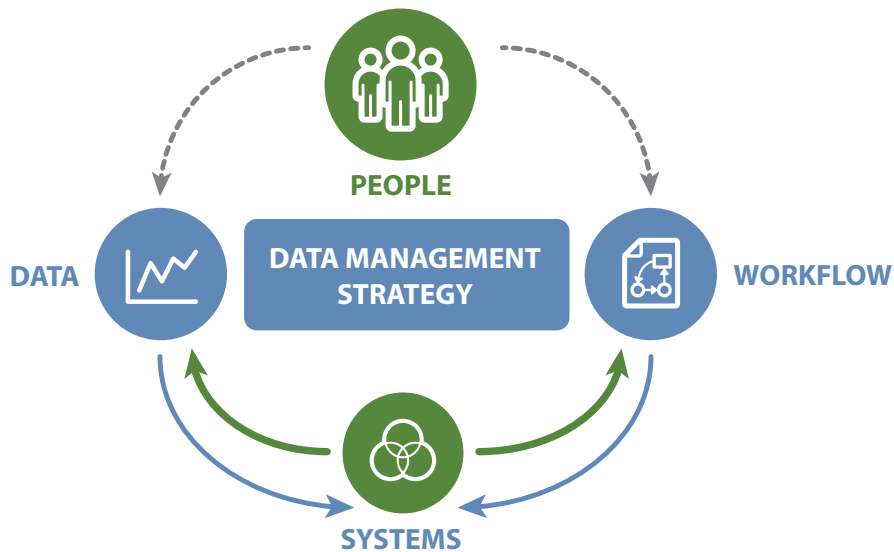 PEOPLE
DATA
DATA MANAGEMENT
STRATEGY
WORKFLOW
SYSTEMS